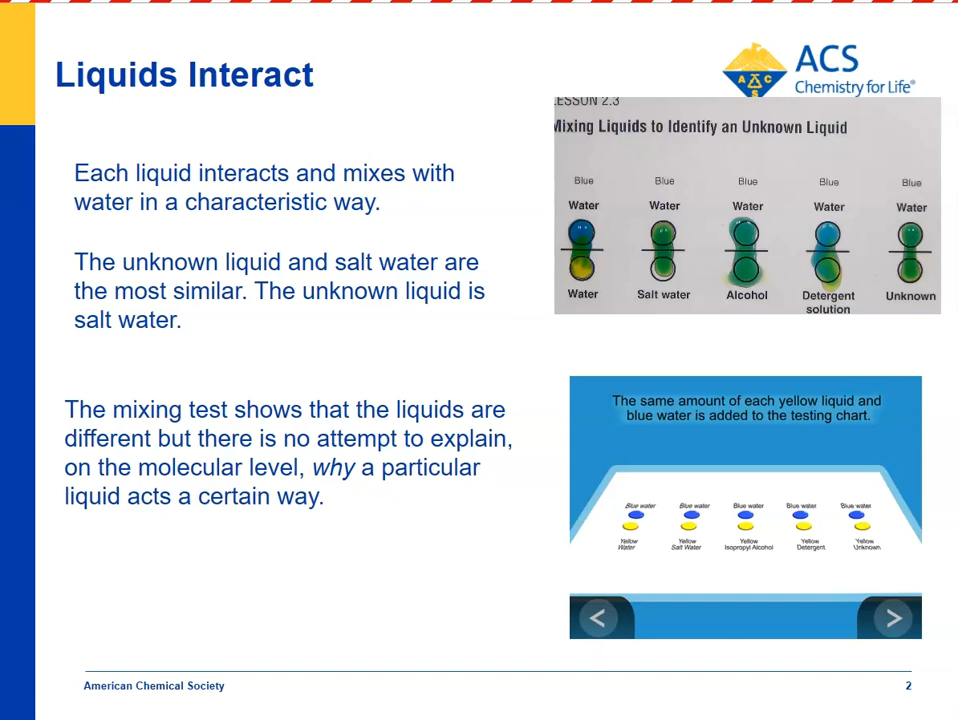 Liquids Interact
ACS
Chemistry for Life®
A C
S
Each liquid interacts and mixes with
water in a characteristic way.
The unknown liquid and salt water are
the most similar. The unknown liquid is
salt water.
The mixing test shows that the liquids are
different but there is no attempt to explain,
on the molecular level, why a particular
liquid acts a certain way.
LESSON 2.3
Mixing Liquids to Identify an Unknown Liquid
Blue Blue Blue Blue Blue
Water Water Water Water Water
Water Salt water Alcohol Detergent Unknown
solution
The same amount of each yellow liquid and
blue water is added to the testing chart.
Blue water Blue water Blue water Blue water Blue water
Yellow Yellow Yellow Yellow Yellow
Water Salt Water Isopropyl Alcohol Detergent Unknown
< >
American Chemical Society 2